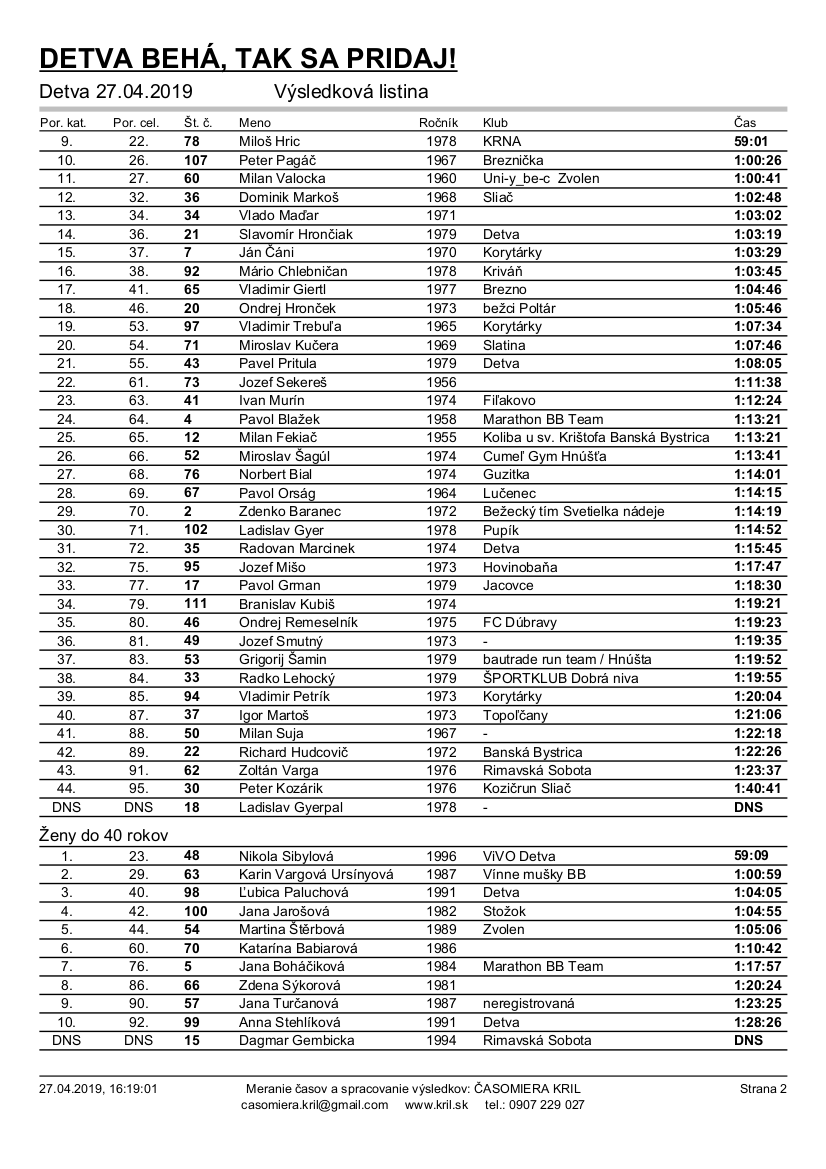 DETVA BEHÁ, TAK SA PRIDAJ!
Detva 27.04.2019 Výsledková listina
Por. kat. Por. cel. Št. č. Meno Ročník Klub Čas
9. 22. 78 Miloš Hric 1978 KRNA 59:01
10. 26. 107 Peter Pagáč 1967 Breznička 1:00:26
11. 27. 60 Milan Valocka 1960 Uni-y_be-c Zvolen 1:00:41
12. 32. 36 Dominik Markoš 1968 Sliač 1:02:48
13. 34. 34 Vlado Maďar 1971 1:03:02
14. 36. 21 Slavomír Hrončiak 1979 Detva 1:03:19
15. 37. 7 Ján Čáni 1970 Korytárky 1:03:29
16. 38. 92 Mário Chlebničan 1978 Kriváň 1:03:45
17. 41. 65 Vladimir Giertl 1977 Brezno 1:04:46
18. 46. 20 Ondrej Hronček 1973 bežci Poltár 1:05:46
19. 53. 97 Vladimir Trebuľa 1965 Korytárky 1:07:34
20. 54. 71 Miroslav Kučera 1969 Slatina 1:07:46
21. 55. 43 Pavel Pritula 1979 Detva 1:08:05
22. 61. 73 Jozef Sekereš 1956 1:11:38
23. 63. 41 Ivan Murín 1974 Fiľakovo 1:12:24
24. 64. 4 Pavol Blažek 1958 Marathon BB Team 1:13:21
25. 65. 12 Milan Fekiač 1955 Koliba u sv. Krištofa Banská Bystrica 1:13:21
26. 66. 52 Miroslav Šagúl 1974 Cumeľ Gym Hnúšťa 1:13:41
27. 68. 76 Norbert Bial 1974 Guzitka 1:14:01
28. 69. 67 Pavol Orság 1964 Lučenec 1:14:15
29. 70. 2 Zdenko Baranec 1972 Bežecký tím Svetielka nádeje 1:14:19
30. 71. 102 Ladislav Gyer 1978 Pupík 1:14:52
31. 72. 35 Radovan Marcinek 1974 Detva 1:15:45
32. 75. 95 Jozef Mišo 1973 Hovinobaňa 1:17:47
33. 77. 17 Pavol Grman 1979 Jacovce 1:18:30
34. 79. 111 Branislav Kubiš 1974 1:19:21
35. 80. 46 Ondrej Remeselník 1975 FC Dúbravy 1:19:23
36. 81. 49 Jozef Smutný 1973 - 1:19:35
37. 83. 53 Grigorij Šamin 1979 bautrade run team / Hnúšta 1:19:52
38. 84. 33 Radko Lehocký 1979 ŠPORTKLUB Dobrá niva 1:19:55
39. 85. 94 Vladimir Petrík 1973 Korytárky 1:20:04
40. 87. 37 Igor Martoš 1973 Topoľčany 1:21:06
41. 88. 50 Milan Suja 1967 - 1:22:18
42. 89. 22 Richard Hudcovič 1972 Banská Bystrica 1:22:26
43. 91. 62 Zoltán Varga 1976 Rimavská Sobota 1:23:37
44. 95. 30 Peter Kozárik 1976 Kozičrun Sliač 1:40:41
DNS DNS 18 Ladislav Gyerpal 1978 - DNS
Ženy do 40 rokov
1. 23. 48 Nikola Sibylová 1996 ViVO Detva 59:09
2. 29. 63 Karin Vargová Ursínyová 1987 Vínne mušky BB 1:00:59
3. 40. 98 Ľubica Paluchová 1991 Detva 1:04:05
4. 42. 100 Jana Jarošová 1982 Stožok 1:04:55
5. 44. 54 Martina Štěrbová 1989 Zvolen 1:05:06
6. 60. 70 Katarína Babiarová 1986 1:10:42
7. 76. 5 Jana Boháčiková 1984 Marathon BB Team 1:17:57
8. 86. 66 Zdena Sýkorová 1981 1:20:24
9. 90. 57 Jana Turčanová 1987 neregistrovaná 1:23:25
10. 92. 99 Anna Stehlíková 1991 Detva 1:28:26
DNS DNS 15 Dagmar Gembicka 1994 Rimavská Sobota DNS
27.04.2019, 16:19:01 Meranie časov a spracovanie výsledkov: ČASOMIERA KRIL Strana 2
casomiera.kril@gmail.com www.kril.sk tel.: 0907 229 027